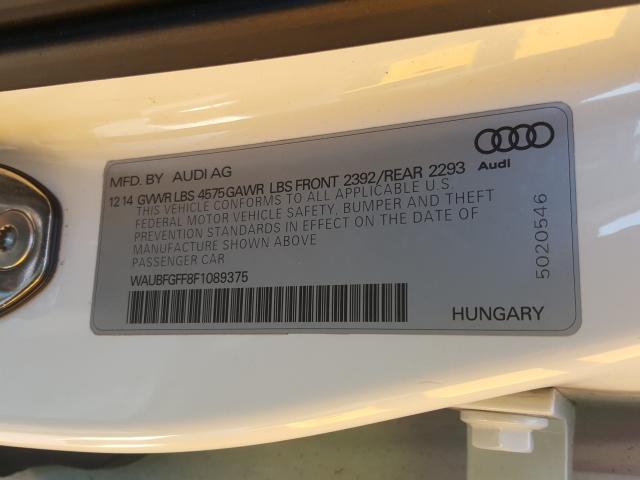 MFD. BY AUDI AG
Audi
12 14 GVWR LBS 4575 GAWR LBS FRONT 2392/REAR 2293
THIS VEHICLE CONFORMS TO ALL APPLICABLE U.S.
FEDERAL MOTOR VEHICLE SAFETY, BUMPER AND THEFT
PREVENTION STANDARDS IN EFFECT ON THE DATE OF
MANUFACTURE SHOWN ABOVE
PASSENGER CAR
WAUBFGFF8F1089375
HUNGARY
5020546